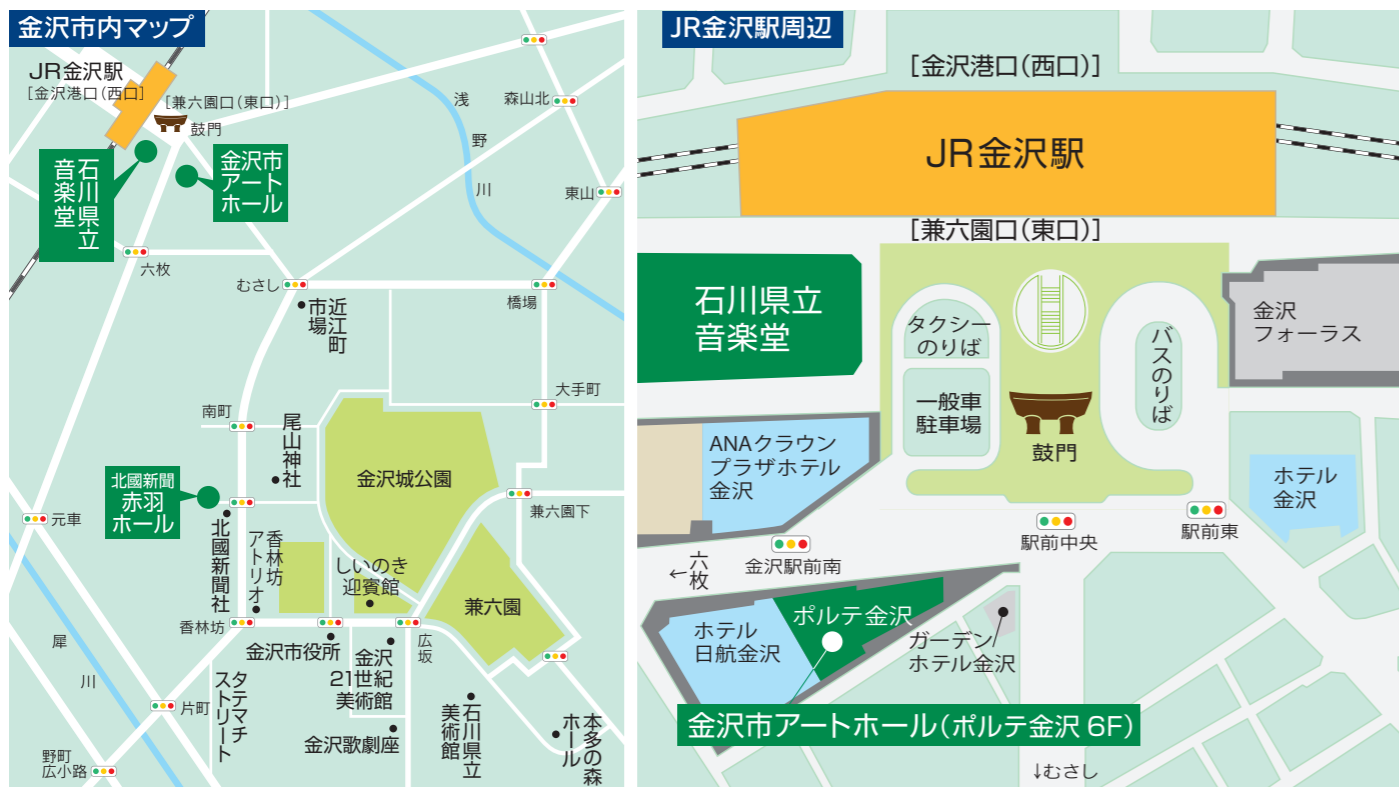 金沢市内マップ
JR金沢駅
[金沢港口(西口)]
[兼六園口(東口)]
鼓門
石川県立
音楽堂
金沢市
アート
ホール
浅野川
森山北
東山
六枚
むさし
近江町
市場
橋場
大手町
南町
尾山神社
金沢城公園
北國新聞
赤羽
ホール
元車
北國新聞社
香林坊
アトリオ
しいのき
迎賓館
兼六園下
兼六園
香林坊
金沢市役所
金沢
21世紀
美術館
広坂
犀川
片町
タテマチ
ストリート
金沢歌劇座
石川県立
美術館
本多の森
ホール
野町
広小路
JR金沢駅周辺
[金沢港口(西口)]
JR金沢駅
[兼六園口(東口)]
石川県立
音楽堂
タクシー
のりば
一般車
駐車場
鼓門
バスのりば
金沢
フォーラス
ANAクラウン
プラザホテル
金沢
ホテル
金沢
駅前中央
駅前東
金沢駅前南
←六枚
ホテル
日航金沢
ポルテ金沢
ガーデン
ホテル金沢
金沢市アートホール(ポルテ金沢 6F)
↓むさし